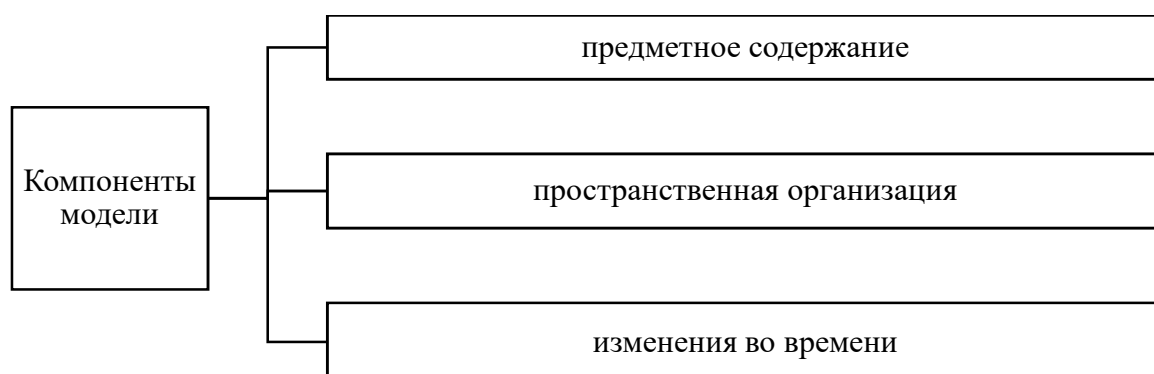 предметное содержание
Компоненты
модели
пространственная организация
изменения во времени